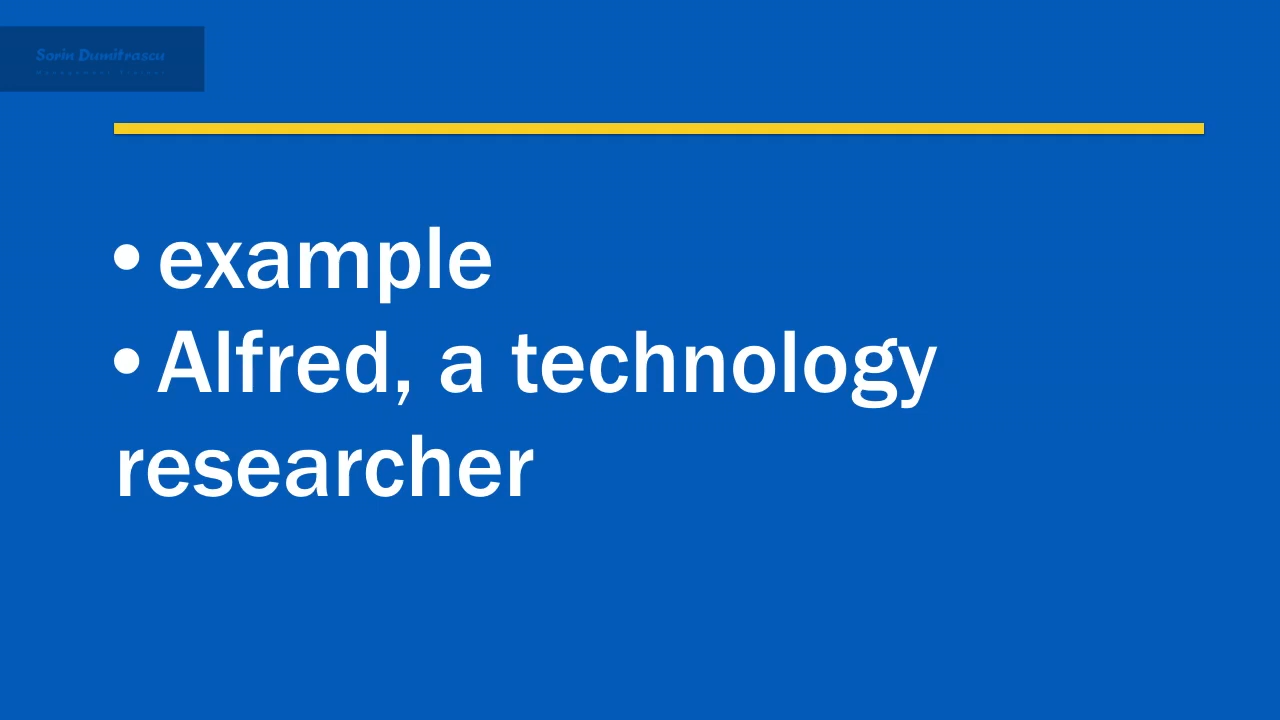 Sorin Dumitrascu
• example
• Alfred, a technology
researcher